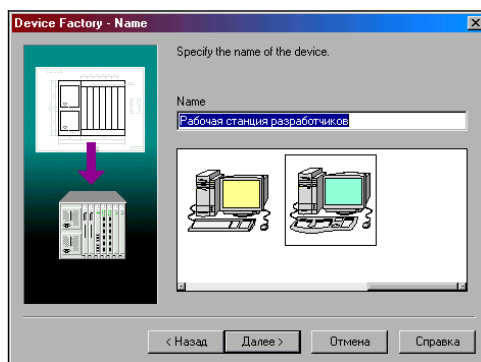 Device Factory - Name
Specify the name of the device.
Name
Рабочая станция разработчиков
< Назад
Далее >
Отмена
Справка